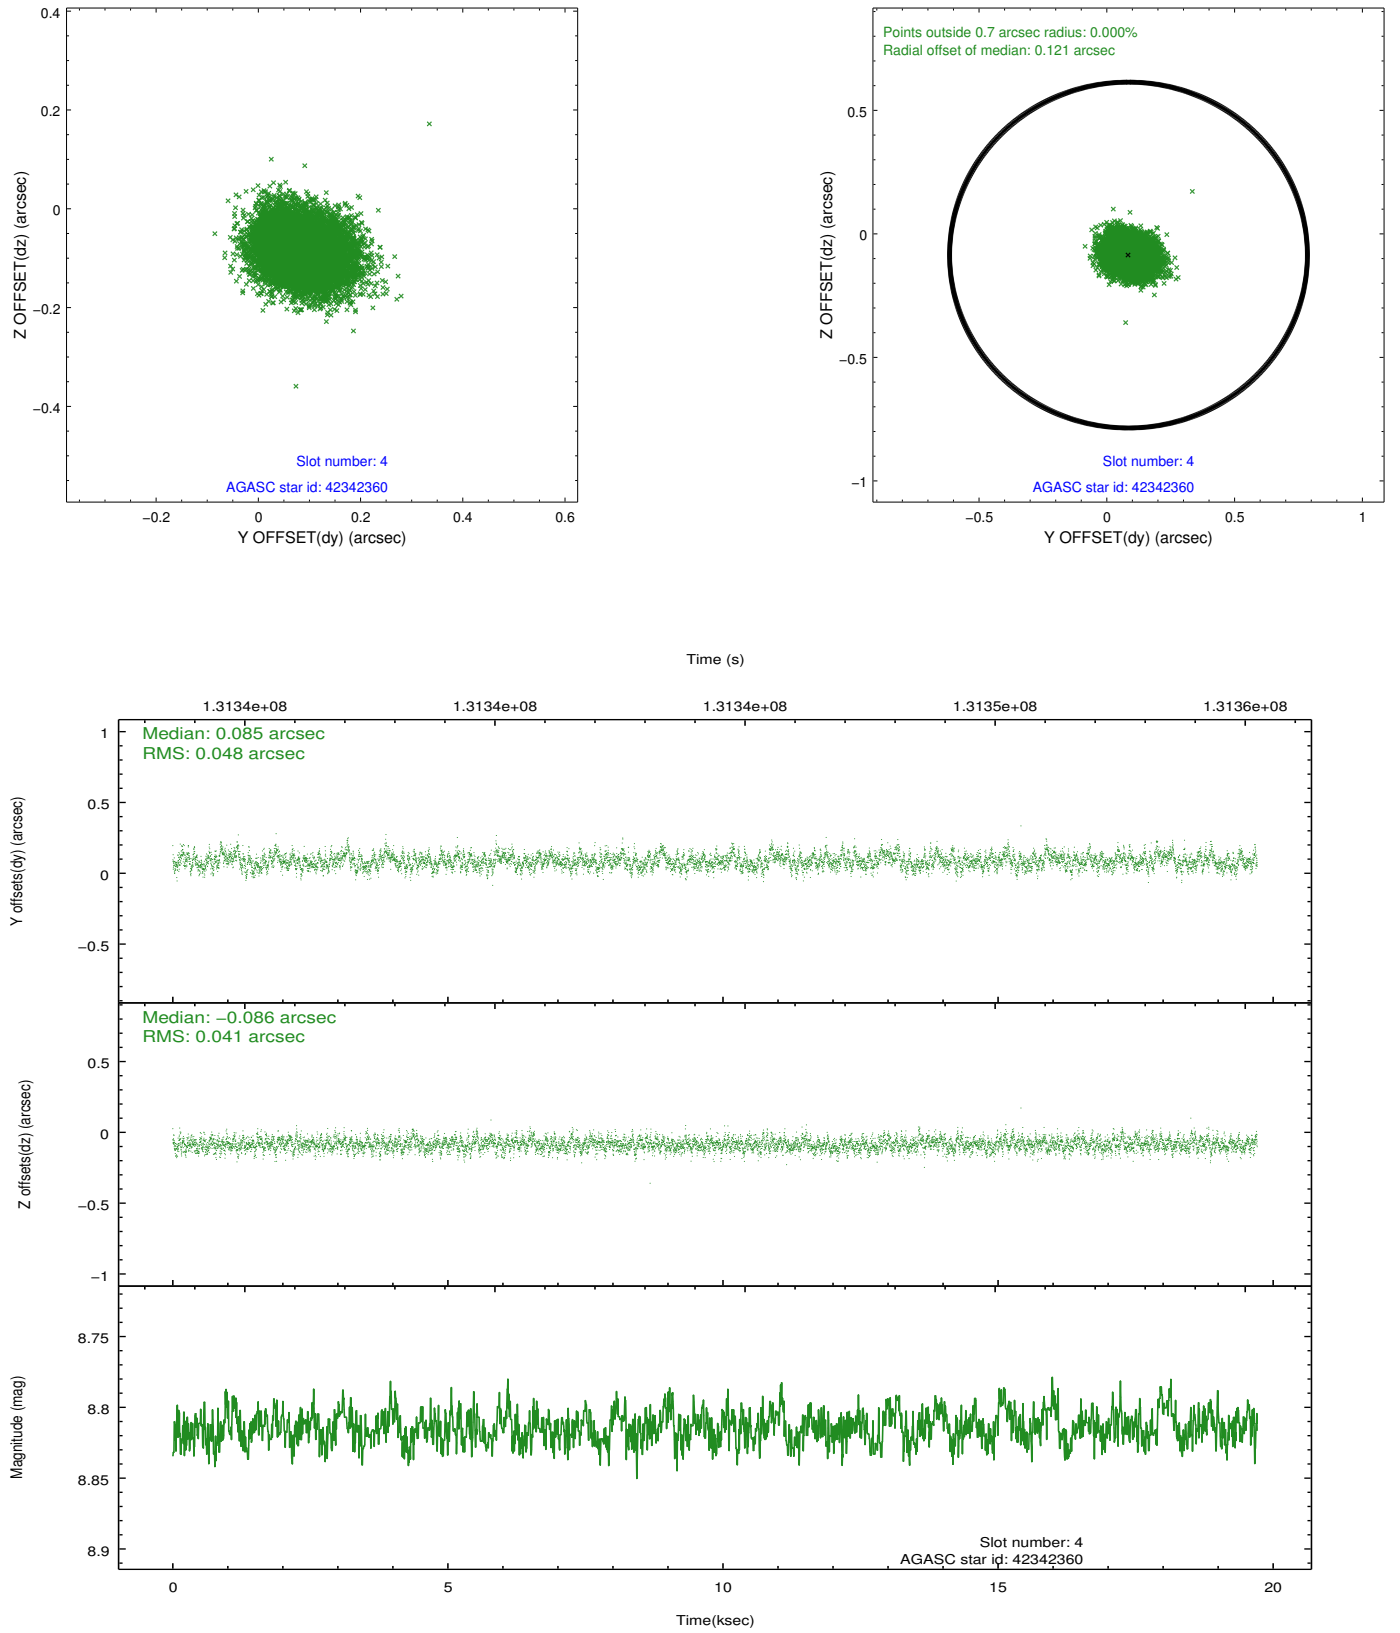 0.4
0.2
0
−0.2
−0.4
Z OFFSET(dz) (arcsec)
Slot number: 4
AGASC star id: 42342360
−0.2 0 0.2 0.4 0.6
Y OFFSET(dy) (arcsec)
Points outside 0.7 arcsec radius: 0.000%
Radial offset of median: 0.121 arcsec
0.5
0
−0.5
−1
Z OFFSET(dz) (arcsec)
Slot number: 4
AGASC star id: 42342360
−0.5 0 0.5 1
Y OFFSET(dy) (arcsec)
Time (s)
1.3134e+08 1.3134e+08 1.3134e+08 1.3135e+08 1.3136e+08
Median: 0.085 arcsec
RMS: 0.048 arcsec
1
0.5
0
−0.5
Y offsets(dy) (arcsec)
Median: −0.086 arcsec
RMS: 0.041 arcsec
0.5
0
−0.5
−1
Z offsets(dz) (arcsec)
8.75
8.8
8.85
8.9
Magnitude (mag)
Slot number: 4
AGASC star id: 42342360
0 5 10 15 20
Time(ksec)